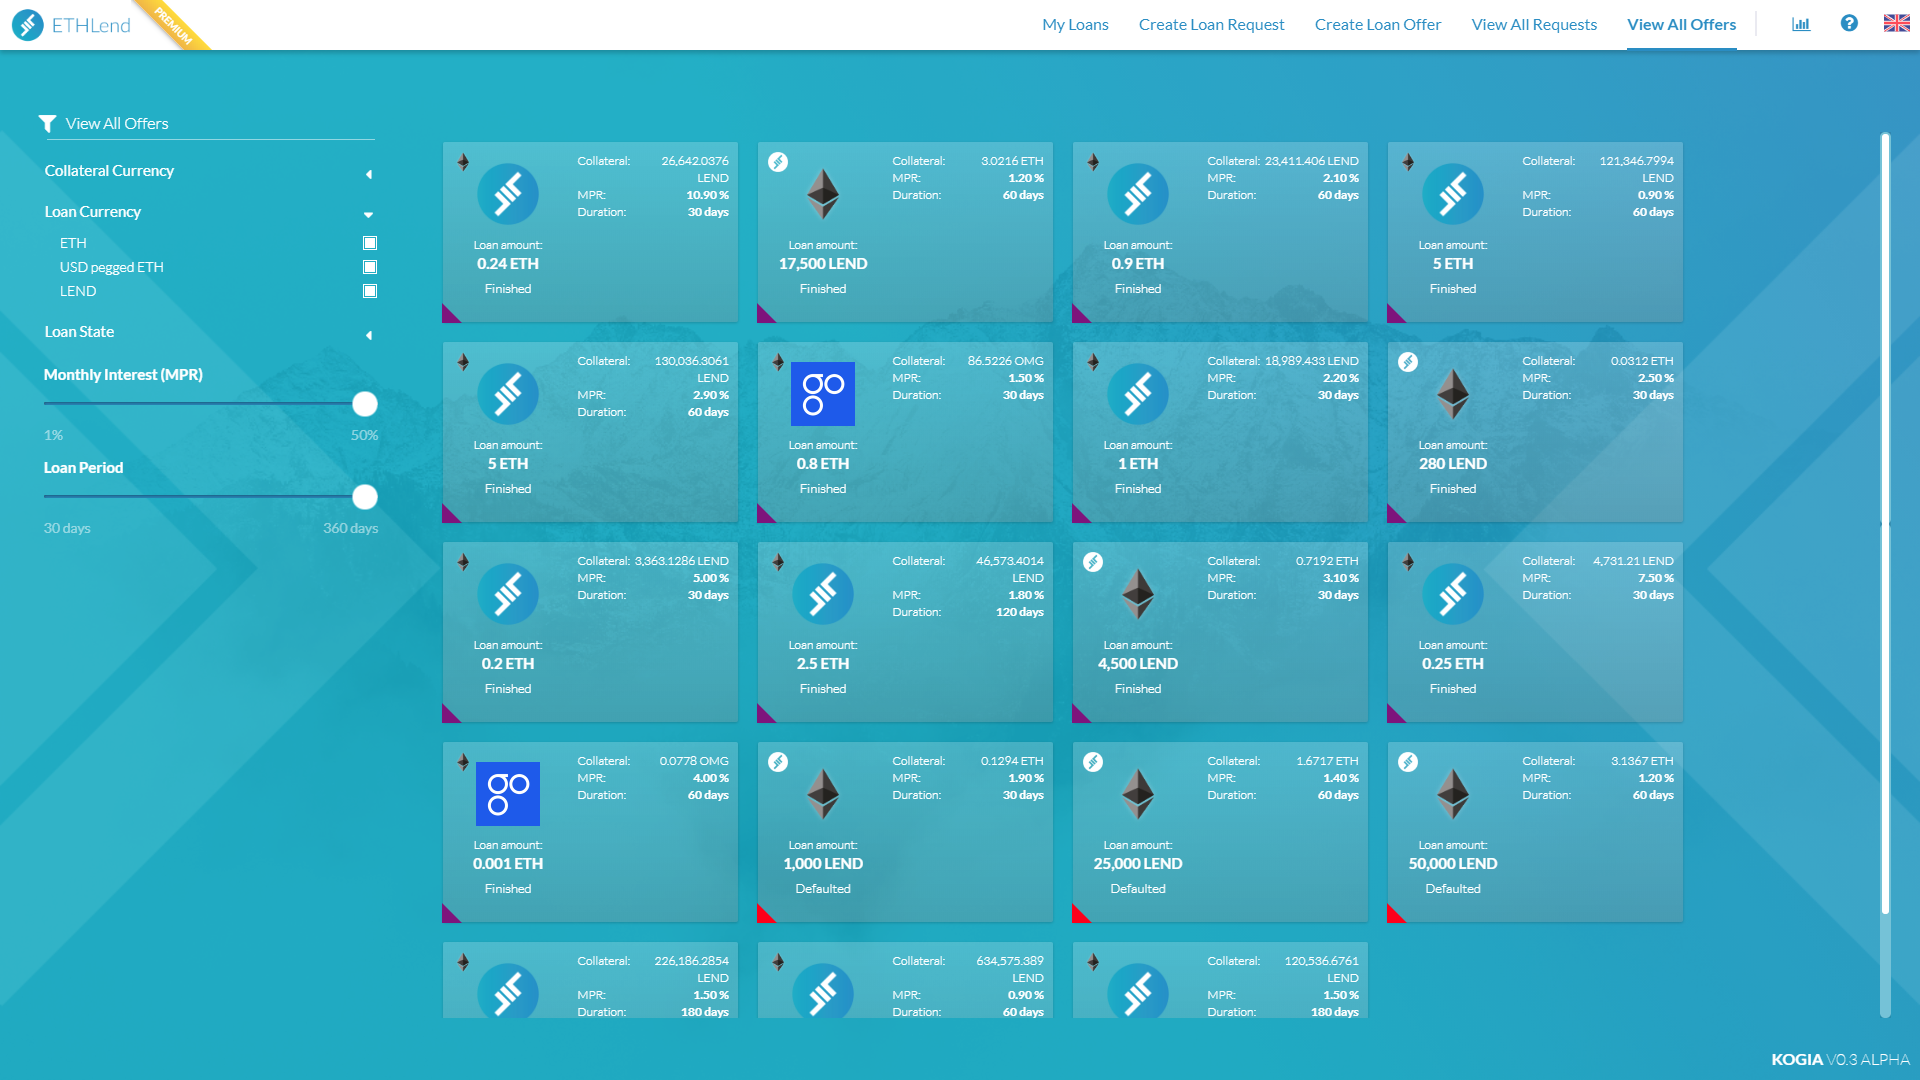 ETHLend
PREMIUM
My Loans
Create Loan Request
Create Loan Offer
View All Requests
View All Offers
View All Offers
Collateral Currency
Loan Currency
ETH
USD pegged ETH
LEND
Loan State
Monthly Interest (MPR)
1% 50%
Loan Period
30 days 360 days
Collateral: 26,642.0376
LEND
MPR: 10.90 %
Duration: 30 days
Loan amount:
0.24 ETH
Finished
Collateral: 3.0216 ETH
MPR: 1.20 %
Duration: 60 days
Loan amount:
17,500 LEND
Finished
Collateral: 23,411.406 LEND
MPR: 2.10 %
Duration: 60 days
Loan amount:
0.9 ETH
Finished
Collateral: 121,346.7994
LEND
MPR: 0.90 %
Duration: 60 days
Loan amount:
5 ETH
Finished
Collateral: 130,036.3061
LEND
MPR: 2.90 %
Duration: 60 days
Loan amount:
5 ETH
Finished
Collateral: 86.5226 OMG
MPR: 1.50 %
Duration: 30 days
Loan amount:
0.8 ETH
Finished
Collateral: 18,989.433 LEND
MPR: 2.20 %
Duration: 30 days
Loan amount:
1 ETH
Finished
Collateral: 0.0312 ETH
MPR: 2.50 %
Duration: 30 days
Loan amount:
280 LEND
Finished
Collateral: 3,363.1286 LEND
MPR: 5.00 %
Duration: 30 days
Loan amount:
0.2 ETH
Finished
Collateral: 46,573.4014
LEND
MPR: 1.80 %
Duration: 120 days
Loan amount:
2.5 ETH
Finished
Collateral: 0.7192 ETH
MPR: 3.10 %
Duration: 30 days
Loan amount:
4,500 LEND
Finished
Collateral: 4,731.21 LEND
MPR: 7.50 %
Duration: 30 days
Loan amount:
0.25 ETH
Finished
Collateral: 0.0778 OMG
MPR: 4.00 %
Duration: 60 days
Loan amount:
0.001 ETH
Finished
Collateral: 0.1294 ETH
MPR: 1.90 %
Duration: 30 days
Loan amount:
1,000 LEND
Defaulted
Collateral: 1.6717 ETH
MPR: 1.40 %
Duration: 60 days
Loan amount:
25,000 LEND
Defaulted
Collateral: 3.1367 ETH
MPR: 1.20 %
Duration: 60 days
Loan amount:
50,000 LEND
Defaulted
Collateral: 226,186.2854
LEND
MPR: 1.50 %
Duration: 180 days
Collateral: 634,575.389
LEND
MPR: 0.90 %
Duration: 60 days
Collateral: 120,536.6761
LEND
MPR: 1.50 %
Duration: 180 days
KOGIA V0.3 ALPHA